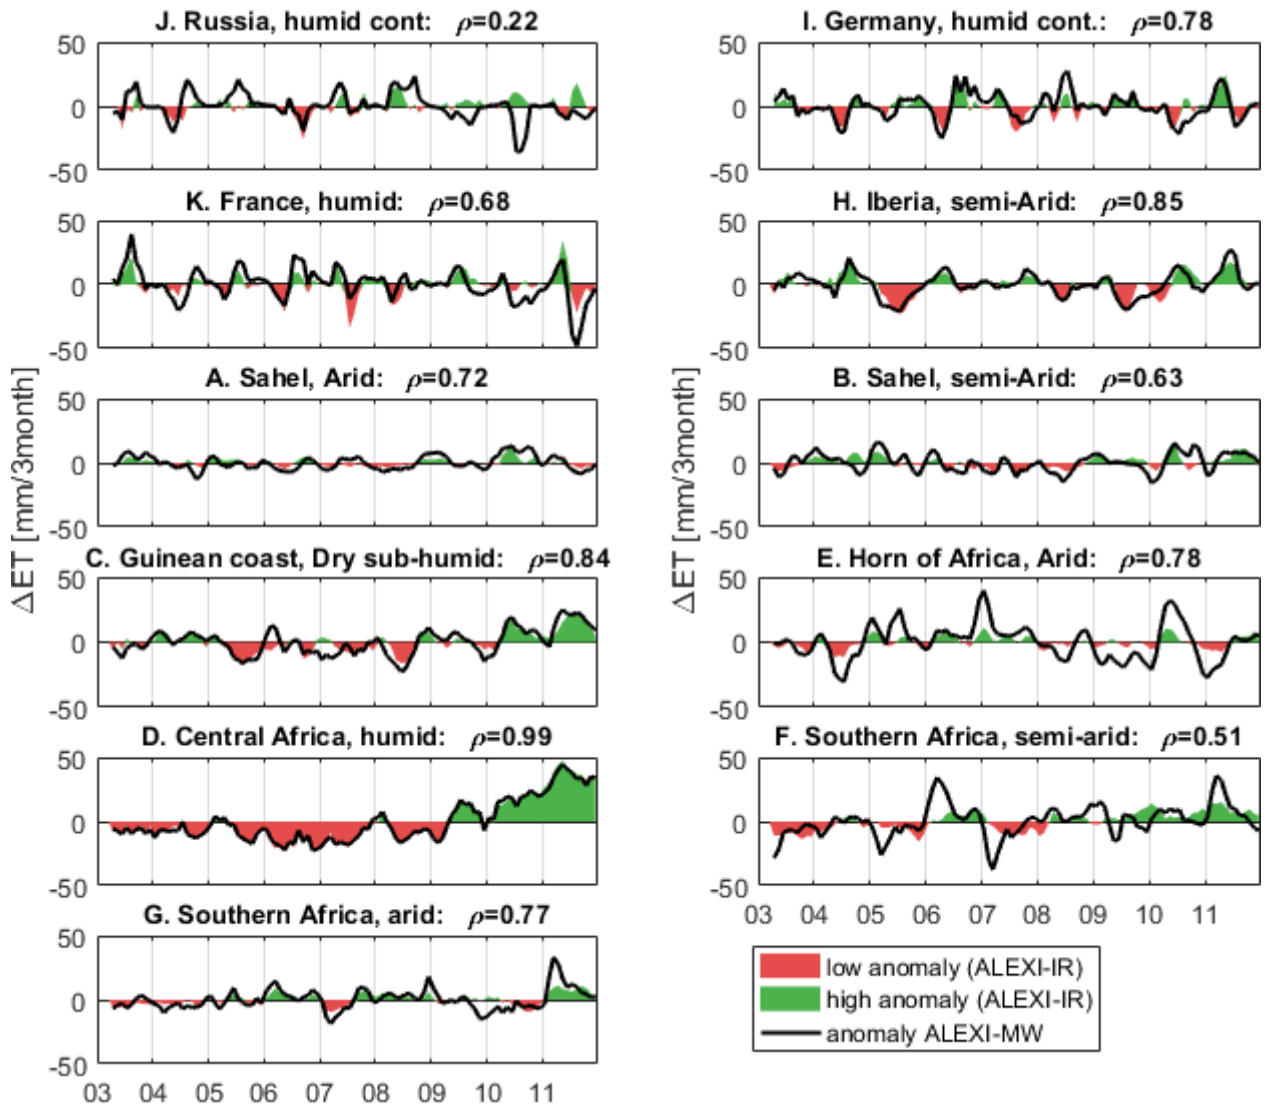 J. Russia, humid cont: ρ=0.22
50
0
-50
I. Germany, humid cont.: ρ=0.78
50
0
-50
K. France, humid: ρ=0.68
50
0
-50
H. Iberia, semi-Arid: ρ=0.85
50
0
-50
A. Sahel, Arid: ρ=0.72
50
0
-50
B. Sahel, semi-Arid: ρ=0.63
50
0
-50
ΔET [mm/3month]
ΔET [mm/3month]
C. Guinean coast, Dry sub-humid: ρ=0.84
50
0
-50
E. Horn of Africa, Arid: ρ=0.78
50
0
-50
D. Central Africa, humid: ρ=0.99
50
0
-50
F. Southern Africa, semi-arid: ρ=0.51
50
0
-50
03 04 05 06 07 08 09 10 11
G. Southern Africa, arid: ρ=0.77
50
0
-50
03 04 05 06 07 08 09 10 11
low anomaly (ALEXI-IR)
high anomaly (ALEXI-IR)
anomaly ALEXI-MW